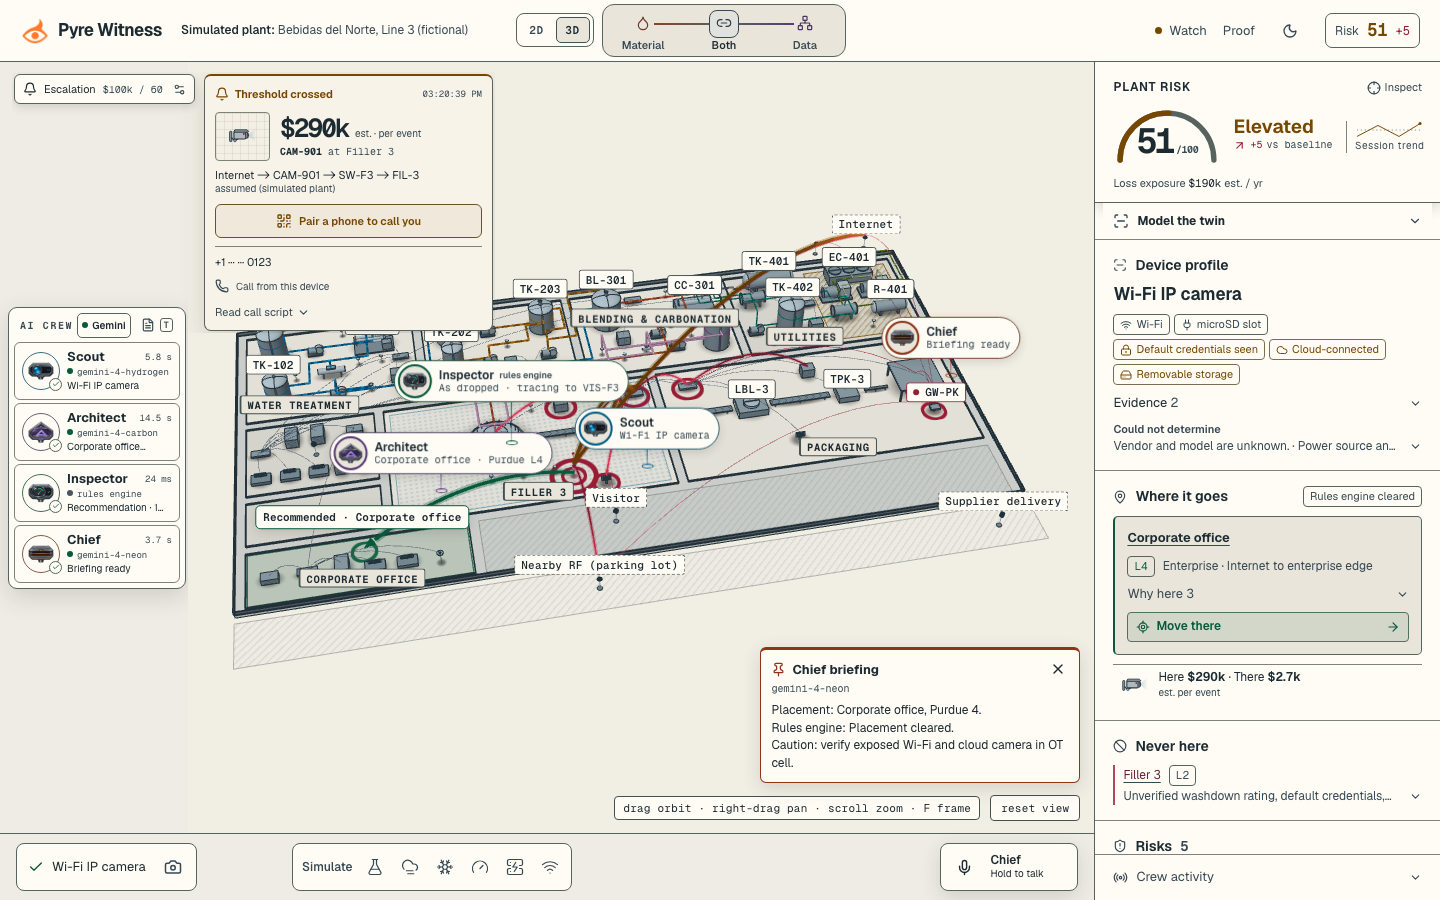 Pyre Witness
Simulated plant: Bebidas del Norte, Line 3 (fictional)
2D 3D
Material Both Data
Watch Proof
Risk 51 +5
Escalation $100k / 60
Threshold crossed 03:20:39 PM
$290k est. · per event
CAM-901 at Filler 3
Internet → CAM-901 → SW-F3 → FIL-3
assumed (simulated plant)
Pair a phone to call you
+1 ··· ··· 0123
Call from this device
Read call script
AI CREW Gemini T
Scout 5.8 s
gemini-4-hydrogen
Wi-Fi IP camera
Architect 14.5 s
gemini-4-carbon
Corporate office…
Inspector 24 ms
rules engine
Recommendation · 1…
Chief 3.7 s
gemini-4-neon
Briefing ready
Internet
TK-401
EC-401
BL-301
TK-203
CC-301
TK-402
R-401
BLENDING & CARBONATION
TK-202
UTILITIES
Chief
Briefing ready
TK-102
Inspector rules engine
As dropped · tracing to VIS-F3
TPK-3
LBL-3
GW-PK
WATER TREATMENT
Scout
Wi-Fi IP camera
Architect
Corporate office · Purdue L4
PACKAGING
FILLER 3
Visitor
Supplier delivery
Recommended · Corporate office
Nearby RF (parking lot)
CORPORATE OFFICE
Chief briefing
gemini-4-neon
Placement: Corporate office, Purdue 4.
Rules engine: Placement cleared.
Caution: verify exposed Wi-Fi and cloud camera in OT
cell.
drag orbit · right-drag pan · scroll zoom · F frame
reset view
Wi-Fi IP camera
Simulate
Chief
Hold to talk
PLANT RISK Inspect
51/100
Elevated
+5 vs baseline
Session trend
Loss exposure $190k est. / yr
Model the twin
Device profile
Wi-Fi IP camera
Wi-Fi microSD slot
Default credentials seen Cloud-connected
Removable storage
Evidence 2
Could not determine
Vendor and model are unknown. · Power source an…
Where it goes Rules engine cleared
Corporate office
L4 Enterprise · Internet to enterprise edge
Why here 3
Move there
Here $290k · There $2.7k
est. per event
Never here
Filler 3 L2
Unverified washdown rating, default credentials,…
Risks 5
Crew activity